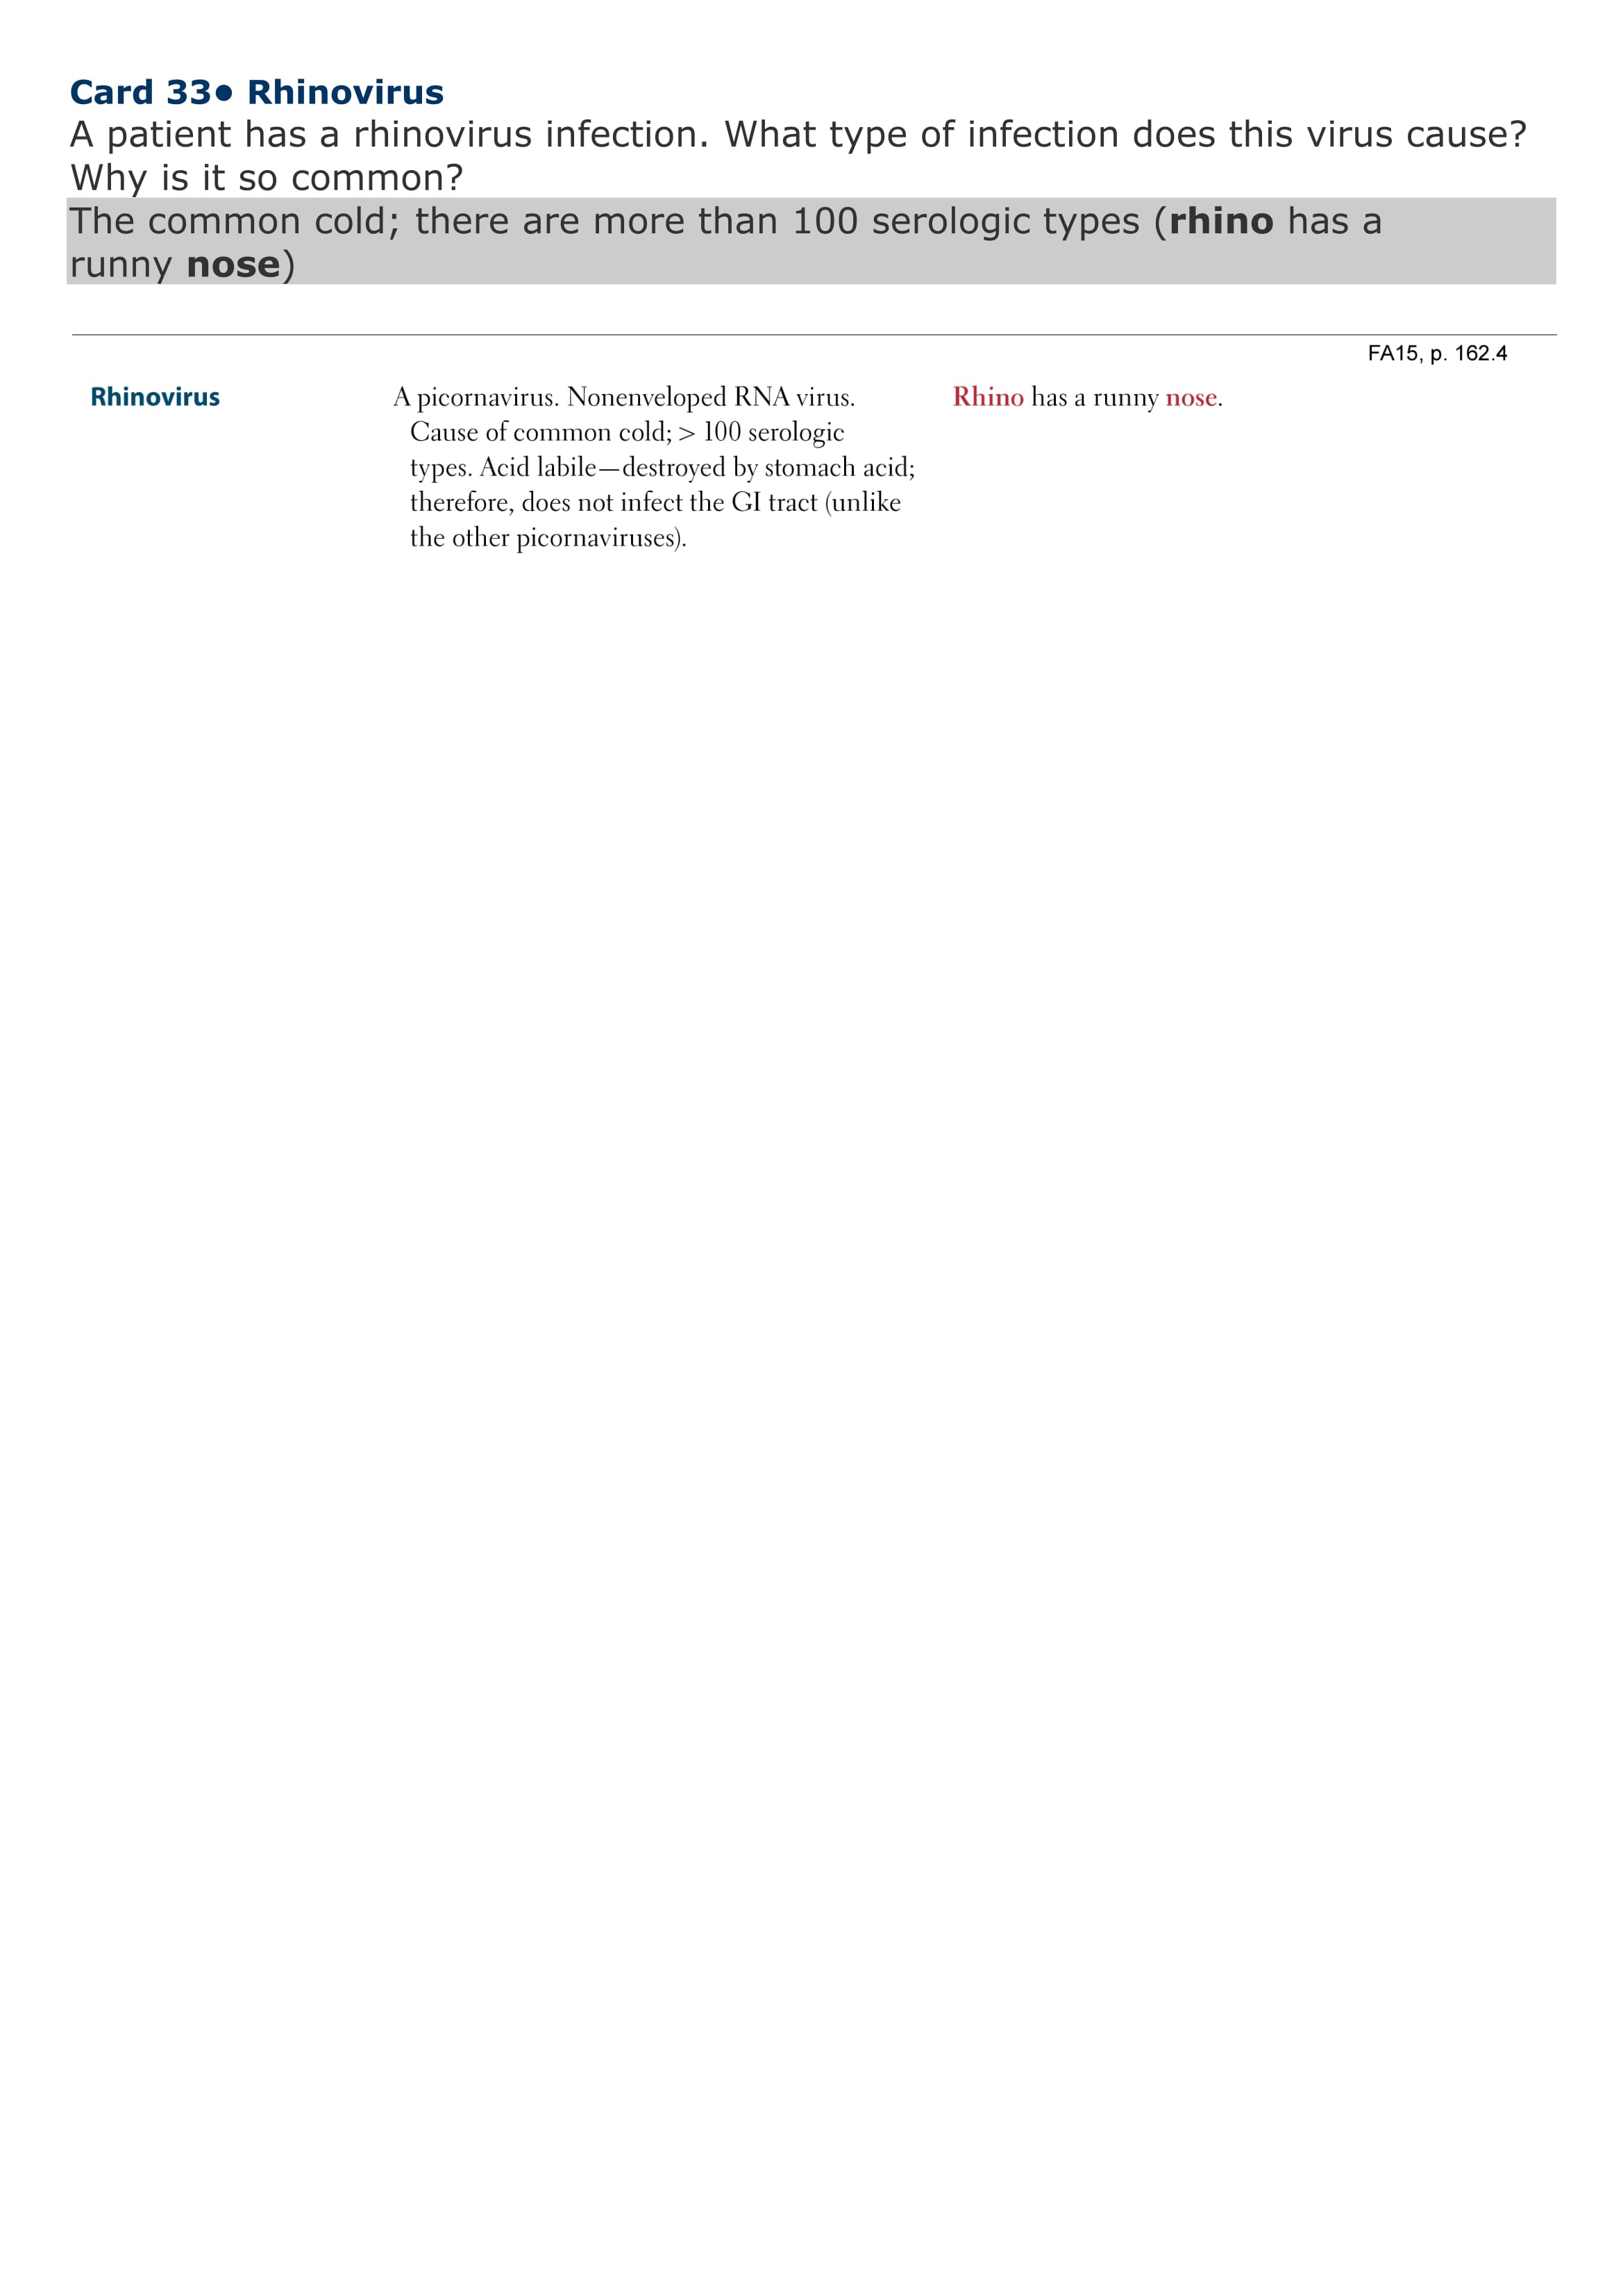 Card 33• Rhinovirus
A patient has a rhinovirus infection. What type of infection does this virus cause?
Why is it so common?
The common cold; there are more than 100 serologic types (rhino has a
runny nose)
FA15, p. 162.4
Rhinovirus
A picornavirus. Nonenveloped RNA virus.
Cause of common cold; > 100 serologic
types. Acid labile—destroyed by stomach acid;
therefore, does not infect the GI tract (unlike
the other picornaviruses).
Rhino has a runny nose.